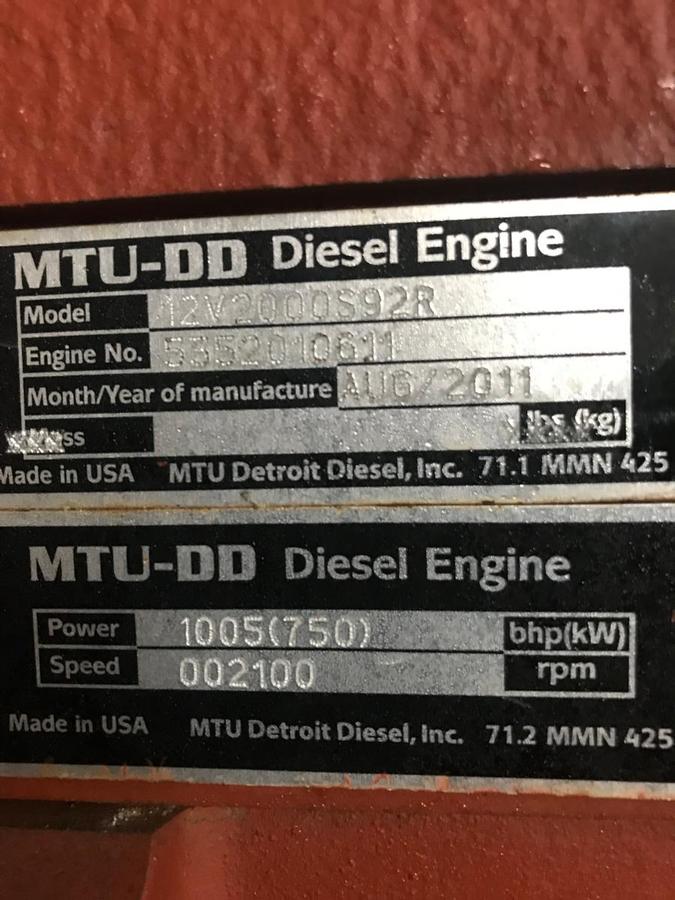 MTU-DD Diesel Engine
Model 12V2000S92R
Engine No. 5352010611
Month/Year of manufacture AUG/2011
lbs (kg)
Made in USA MTU Detroit Diesel, Inc. 71.1 MMN 425
MTU-DD Diesel Engine
Power 1005(750) bhp(kW)
Speed 002100 rpm
Made in USA MTU Detroit Diesel, Inc. 71.2 MMN 425